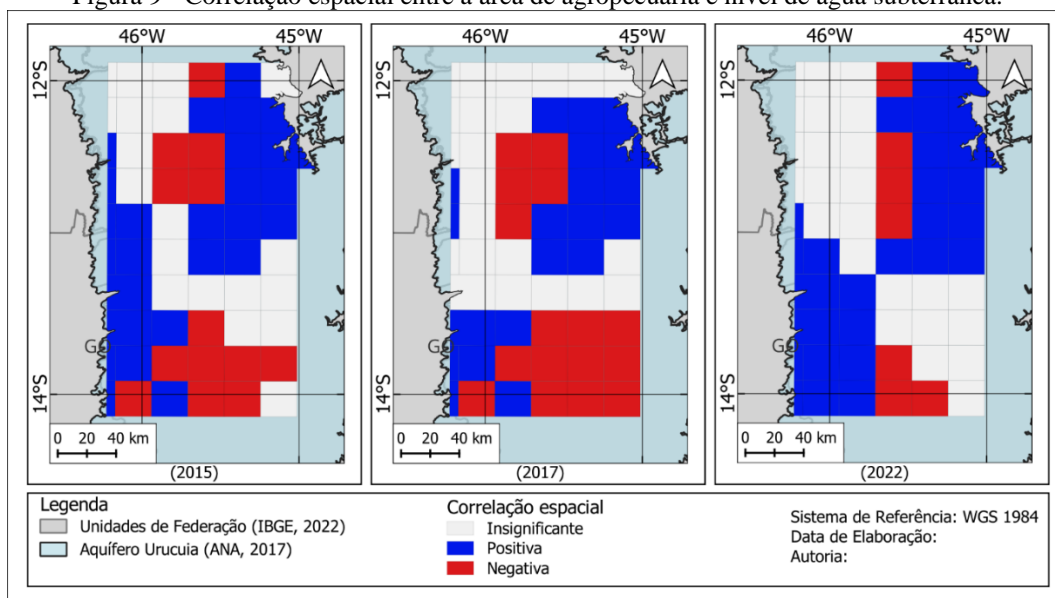 Figura 9 - Correlação espacial entre a área de agropecuária e nível de água subterrânea.
46°W 45°W
12°S
14°S
G
0 20 40 km
(2015)
46°W 45°W
G
0 20 40 km
(2017)
46°W 45°W
12°S
14°S
G
0 20 40 km
(2022)
Legenda
Unidades de Federação (IBGE, 2022)
Aquífero Urucuia (ANA, 2017)
Correlação espacial
Insignificante
Positiva
Negativa
Sistema de Referência: WGS 1984
Data de Elaboração:
Autoria: